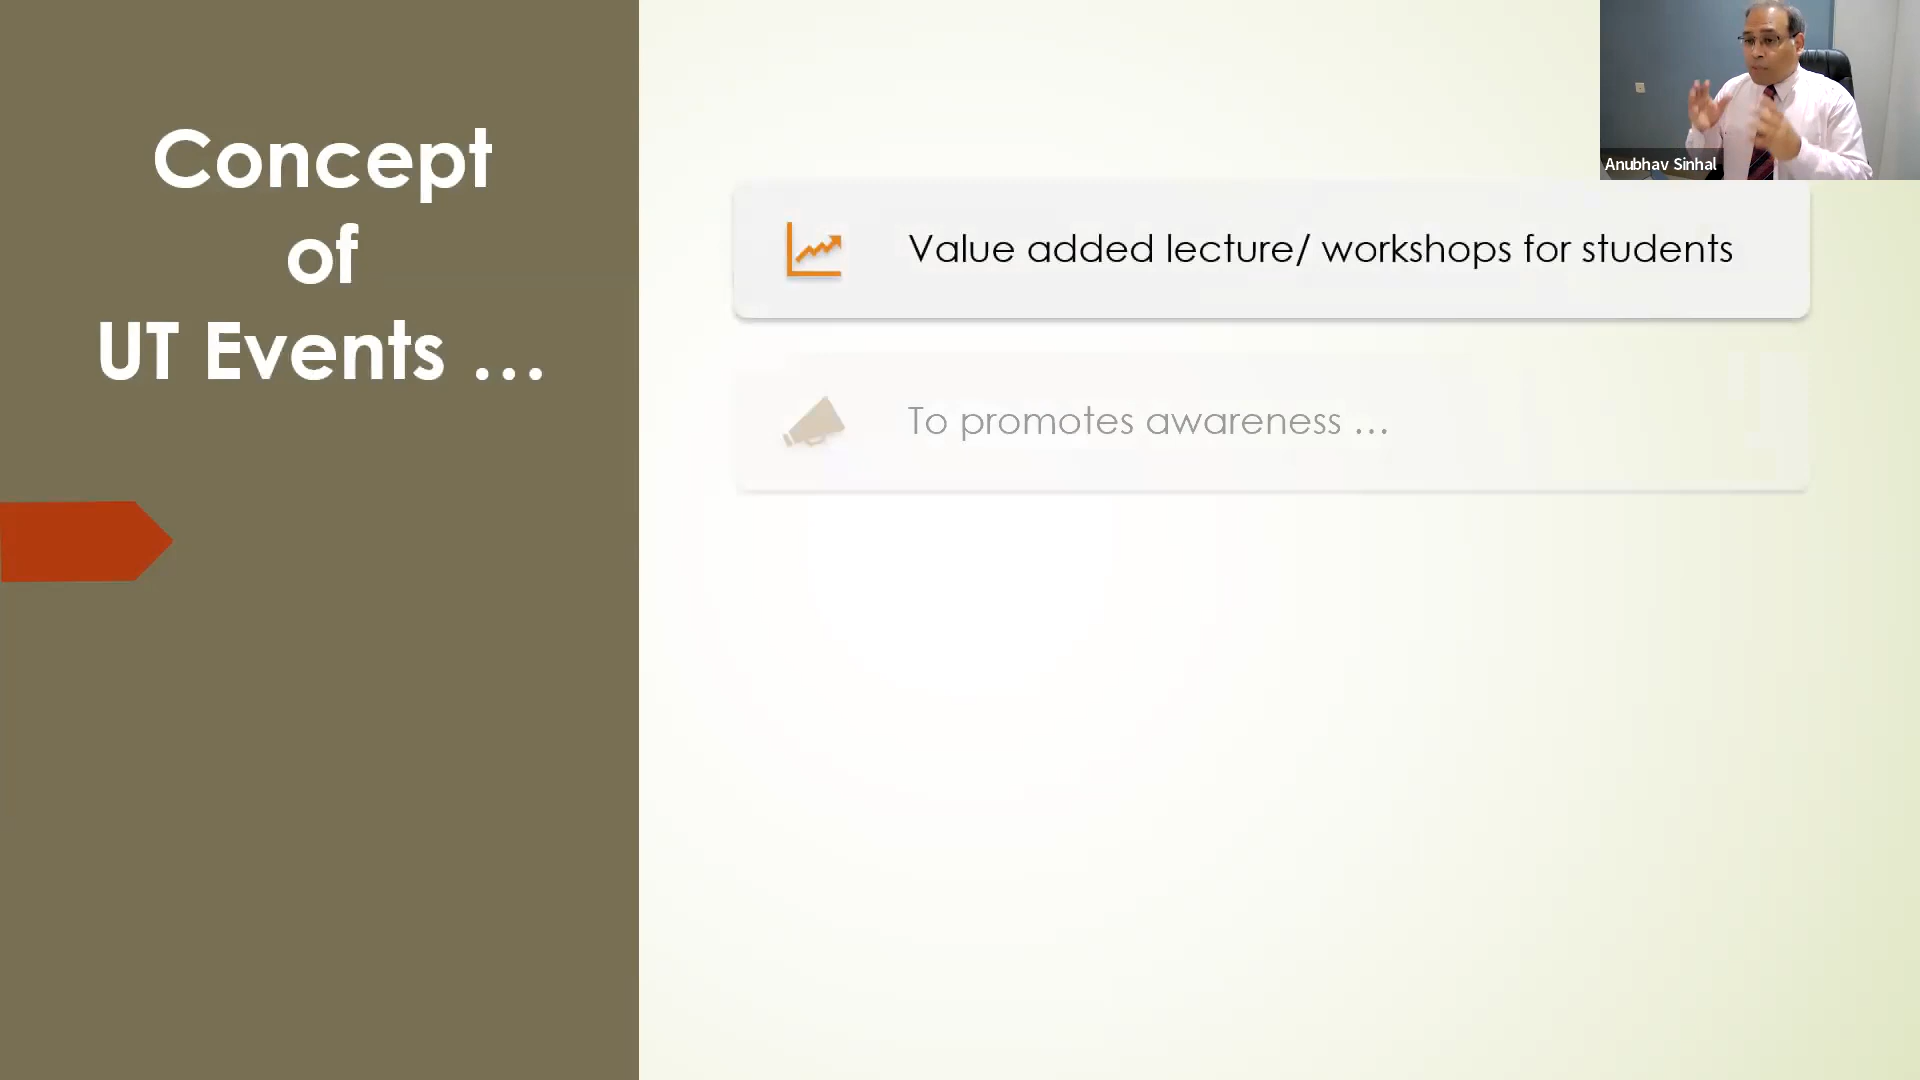 Concept
of
UT Events ...
Anubhav Sinhal
Value added lecture/ workshops for students
To promotes awareness ...